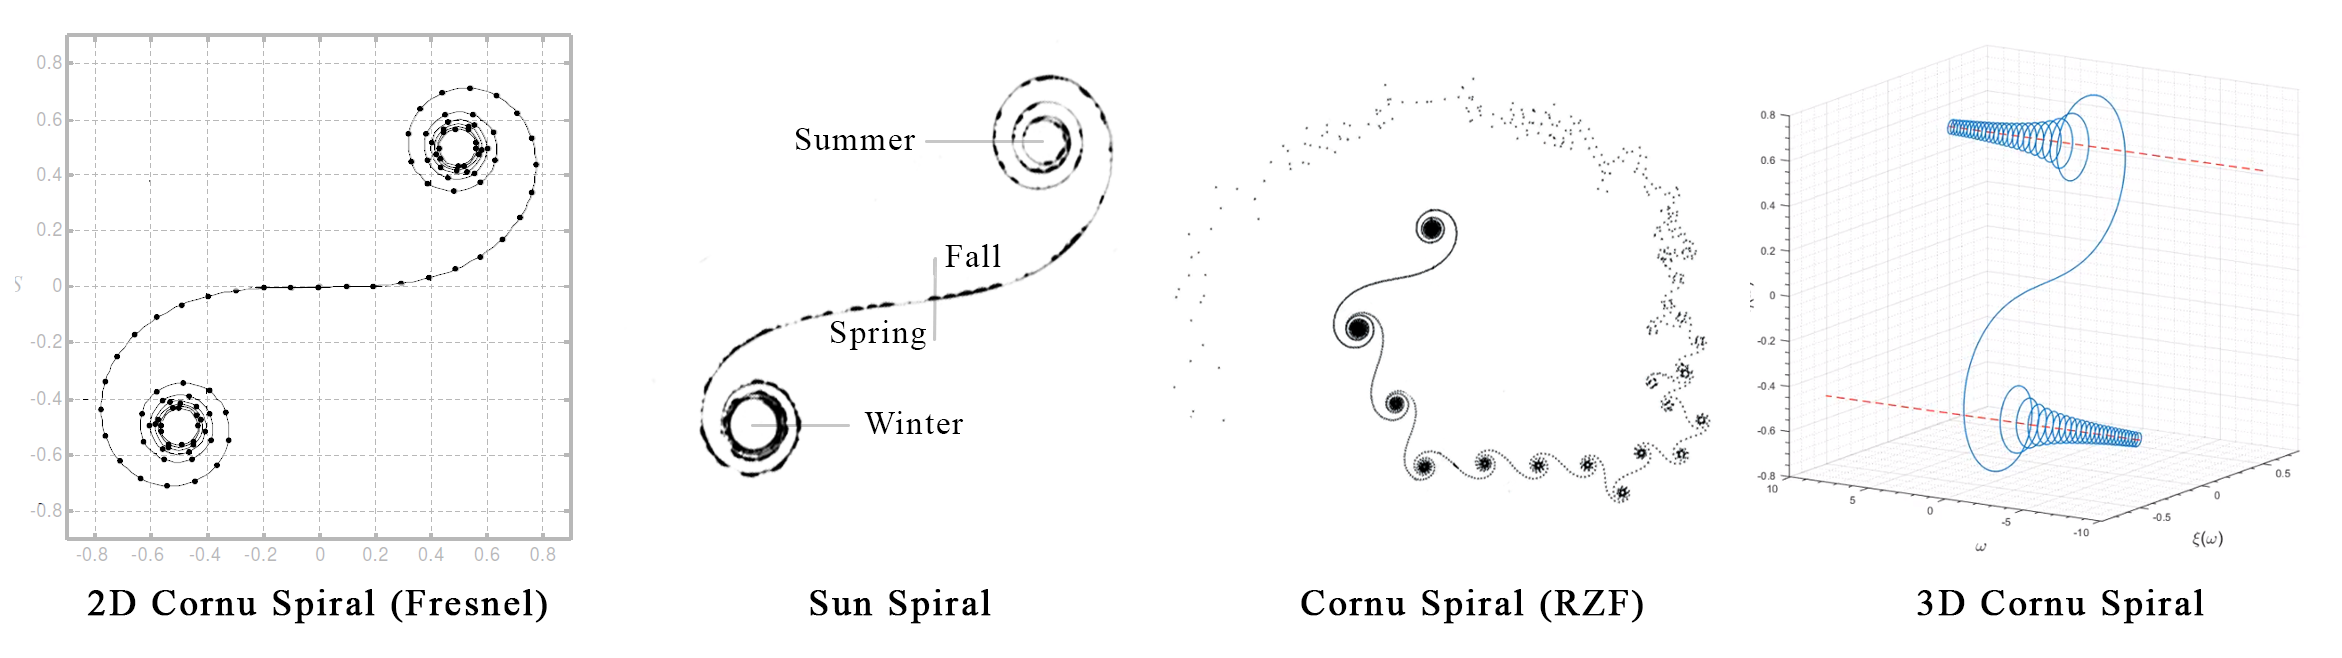 0.8
0.6
0.4
0.2
0
-0.2
-0.4
-0.6
-0.8
-0.8 -0.6 -0.4 -0.2 0 0.2 0.4 0.6 0.8
S
2D Cornu Spiral (Fresnel)
Summer
Fall
Spring
Winter
Sun Spiral
Cornu Spiral (RZF)
0.8
0.6
0.4
0.2
0
-0.2
-0.4
-0.6
-0.8
10 5 0 -5 -10
ω
-0.5 0 0.5
ξ(ω)
3D Cornu Spiral